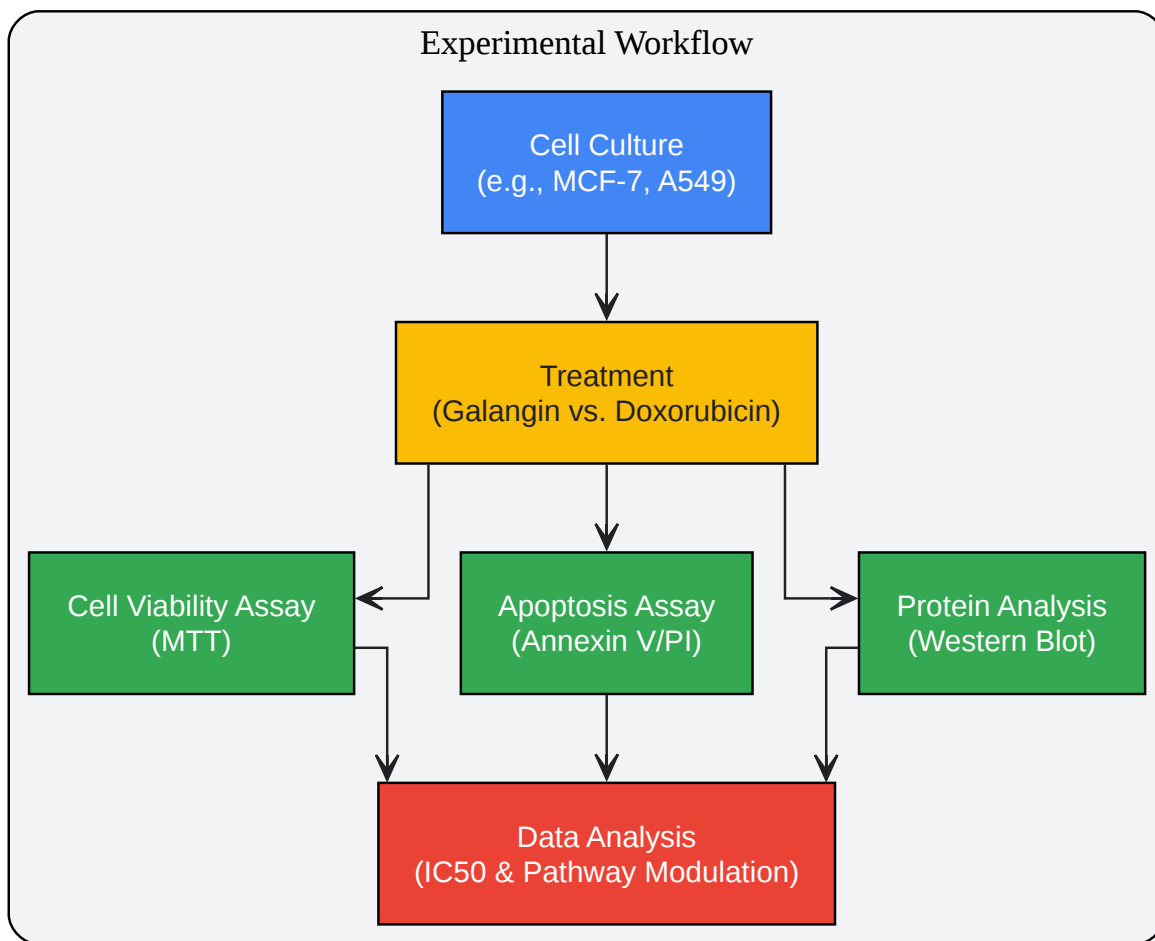 Experimental Workflow
Cell Culture
(e.g., MCF-7, A549)
Treatment
(Galangin vs. Doxorubicin)
Cell Viability Assay
(MTT)
Apoptosis Assay
(Annexin V/PI)
Protein Analysis
(Western Blot)
Data Analysis
(IC50 & Pathway Modulation)